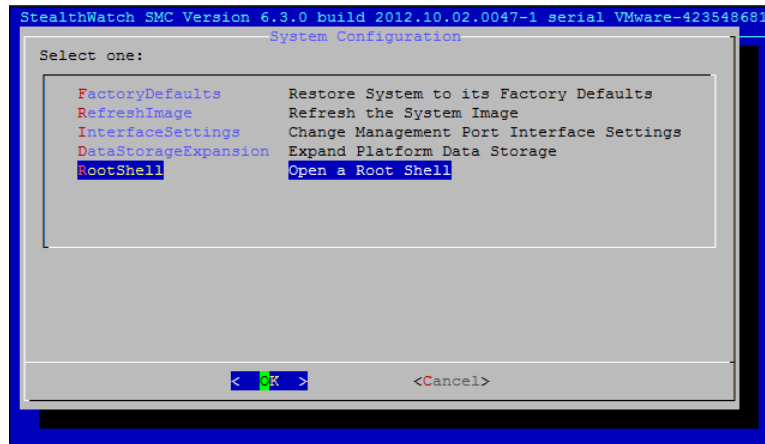 StealthWatch SMC Version 6.3.0 build 2012.10.02.0047-1 serial VMware-423548681
System Configuration
Select one:
FactoryDefaults Restore System to its Factory Defaults
RefreshImage Refresh the System Image
InterfaceSettings Change Management Port Interface Settings
DataStorageExpansion Expand Platform Data Storage
RootShell Open a Root Shell
< OK > <Cancel>